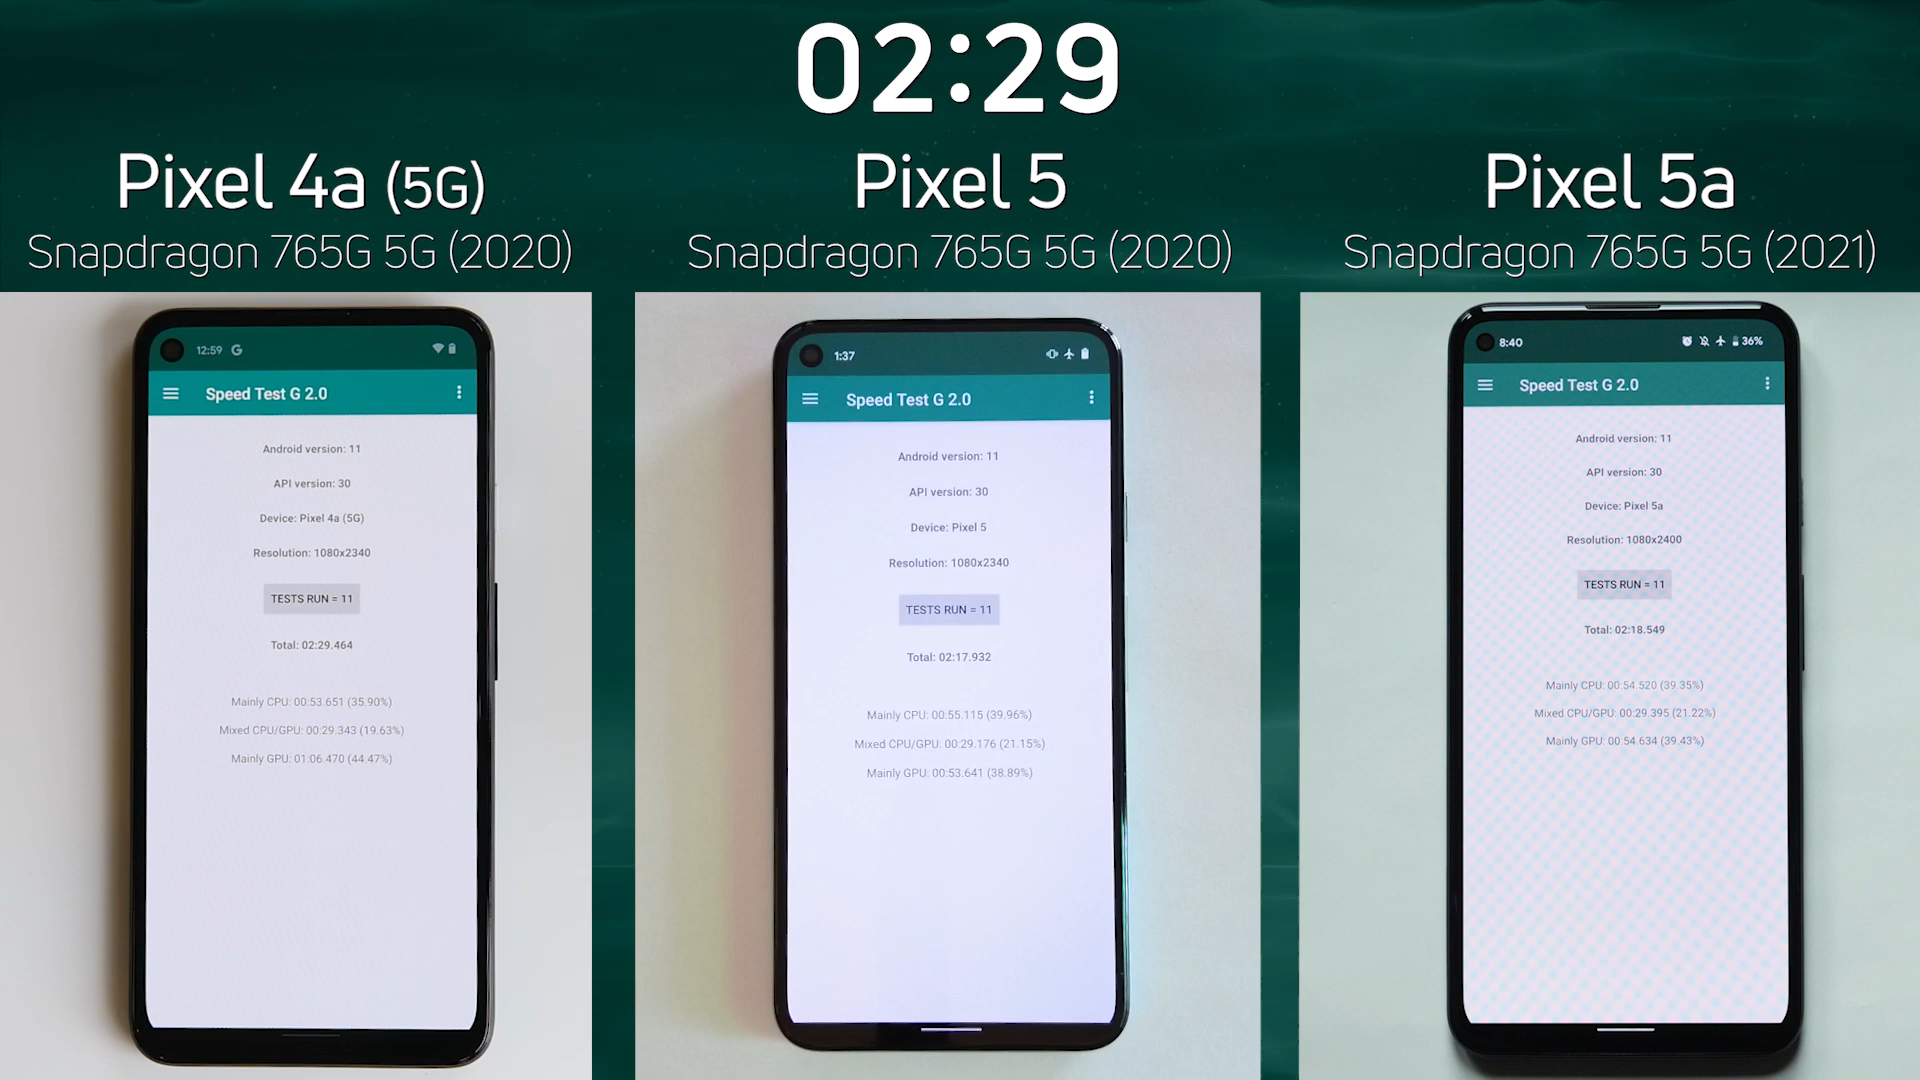 02:29
Pixel 4a (5G)
Snapdragon 765G 5G (2020)
12:59 G
Speed Test G 2.0
Android version: 11
API version: 30
Device: Pixel 4a (5G)
Resolution: 1080x2340
TESTS RUN = 11
Total: 02:29.464
Mainly CPU: 00:53.651 (35.90%)
Mixed CPU/GPU: 00:29.343 (19.63%)
Mainly GPU: 01:06.470 (44.47%)
Pixel 5
Snapdragon 765G 5G (2020)
1:37
Speed Test G 2.0
Android version: 11
API version: 30
Device: Pixel 5
Resolution: 1080x2340
TESTS RUN = 11
Total: 02:17.932
Mainly CPU: 00:55.115 (39.96%)
Mixed CPU/GPU: 00:29.176 (21.15%)
Mainly GPU: 00:53.641 (38.89%)
Pixel 5a
Snapdragon 765G 5G (2021)
8:40
36%
Speed Test G 2.0
Android version: 11
API version: 30
Device: Pixel 5a
Resolution: 1080x2400
TESTS RUN = 11
Total: 02:18.549
Mainly CPU: 00:54.520 (39.35%)
Mixed CPU/GPU: 00:29.395 (21.22%)
Mainly GPU: 00:54.634 (39.43%)